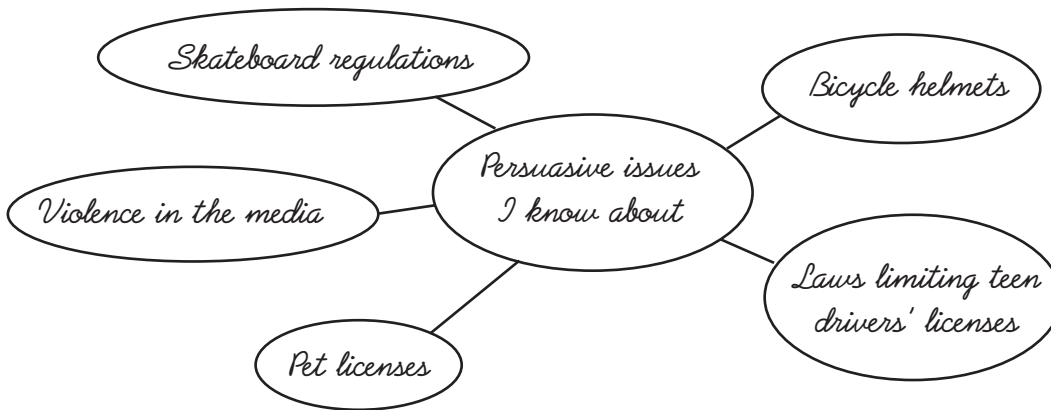 Skateboard regulations
Bicycle helmets
Persuasive issues
I know about
Violence in the media
Laws limiting teen
drivers' licenses
Pet licenses